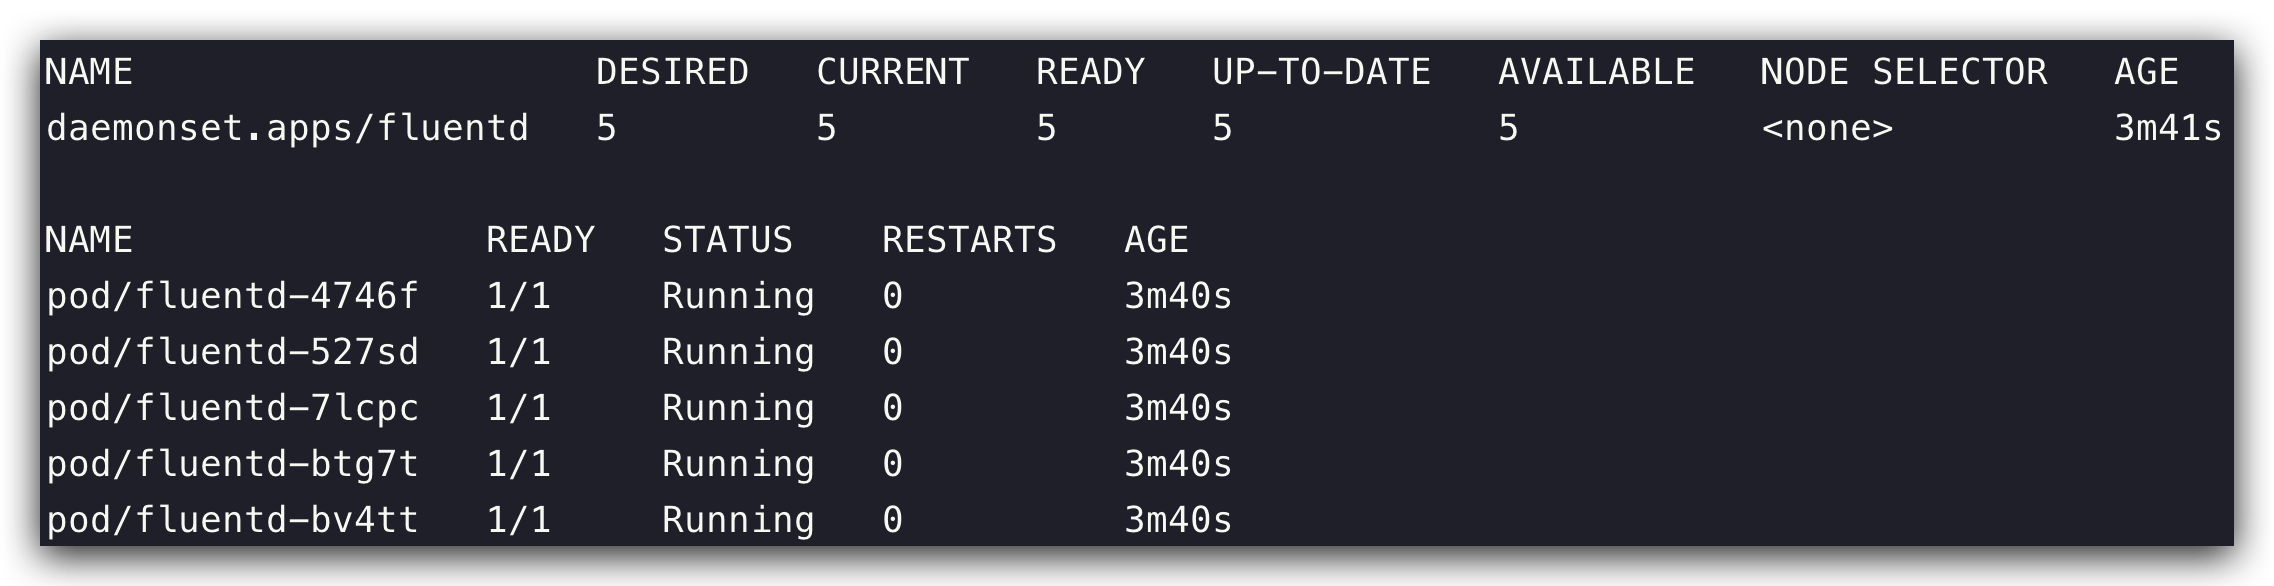 NAME                     DESIRED   CURRENT   READY   UP-TO-DATE   AVAILABLE   NODE SELECTOR   AGE
daemonset.apps/fluentd   5         5         5       5            5           <none>          3m41s

NAME                READY   STATUS    RESTARTS   AGE
pod/fluentd-4746f   1/1     Running   0          3m40s
pod/fluentd-527sd   1/1     Running   0          3m40s
pod/fluentd-7lcpc   1/1     Running   0          3m40s
pod/fluentd-btg7t   1/1     Running   0          3m40s
pod/fluentd-bv4tt   1/1     Running   0          3m40s